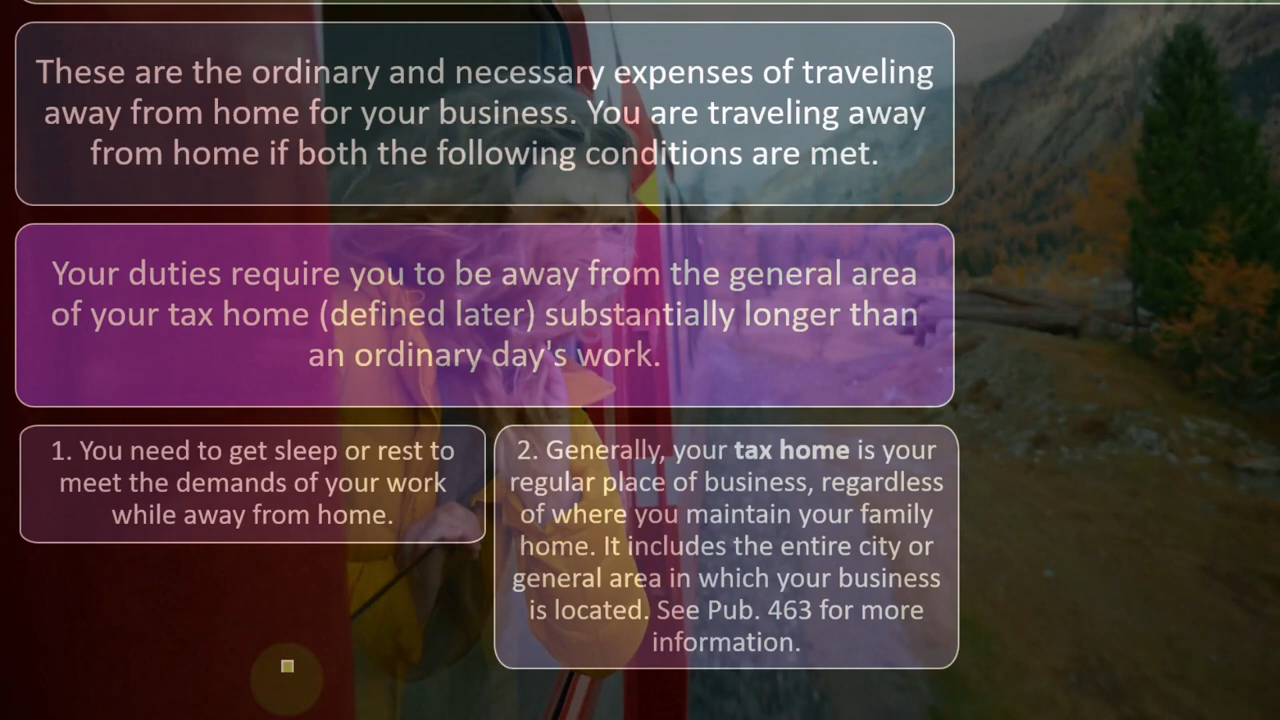 These are the ordinary and necessary expenses of traveling
away from home for your business. You are traveling away
from home if both the following conditions are met.
Your duties require you to be away from the general area
of your tax home (defined later) substantially longer than
an ordinary day's work.
1. You need to get sleep or rest to
meet the demands of your work
while away from home.
2. Generally, your tax home is your
regular place of business, regardless
of where you maintain your family
home. It includes the entire city or
general area in which your business
is located. See Pub. 463 for more
information.